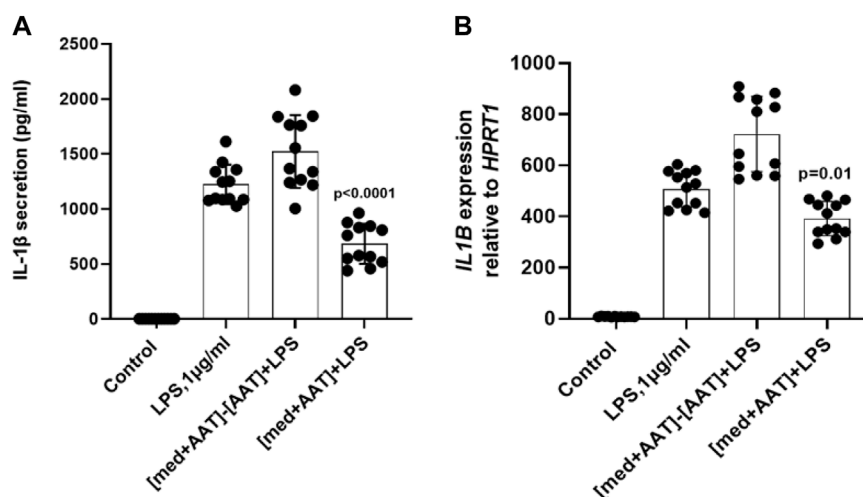 A
IL-1β secretion (pg/ml)
2500
2000
1500
1000
500
0
p<0.0001
Control
LPS, 1μg/ml
[med+AAT]-[AAT]+LPS
[med+AAT]+LPS
B
IL1B expression
relative to HPRT1
1000
800
600
400
200
0
p=0.01
Control
LPS, 1μg/ml
[med+AAT]-[AAT]+LPS
[med+AAT]+LPS